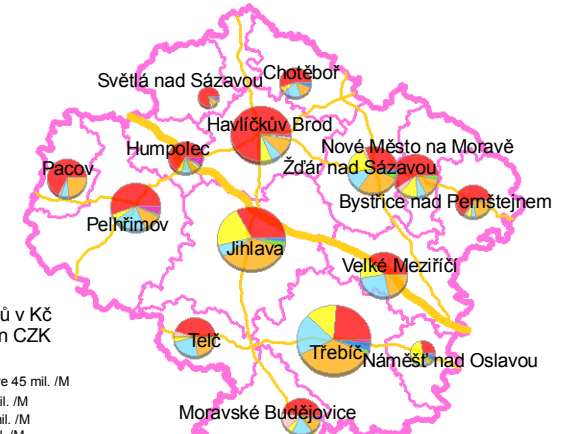 Chotěboř
Světlá nad Sázavou
Havlíčkův Brod
Humpolec
Nové Město na Moravě
Pacov
Žďár nad Sázavou
Bystřice nad Pernštejnem
Pelhřimov
Jihlava
Velké Meziříčí
ů v Kč
n CZK
Telč
Třebíč
Náměšť nad Oslavou
e 45 mil. /M
il. /M
Moravské Budějovice
mil. /M